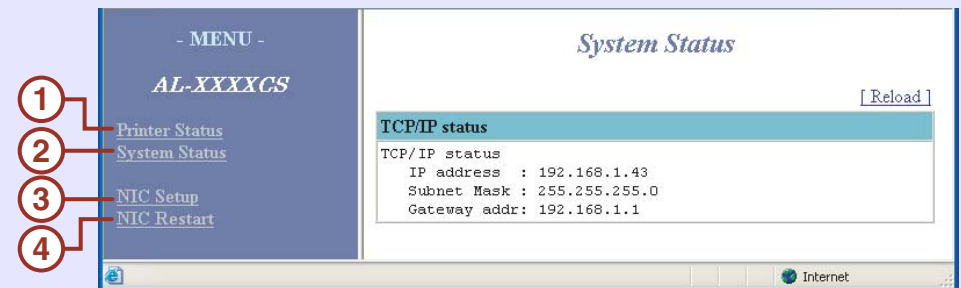 - MENU -
AL-XXXXCS
1
Printer Status
2
System Status
3
NIC Setup
4
NIC Restart
System Status
[ Reload ]
TCP/IP status
TCP/IP status
IP address : 192.168.1.43
Subnet Mask : 255.255.255.0
Gateway addr: 192.168.1.1
Internet